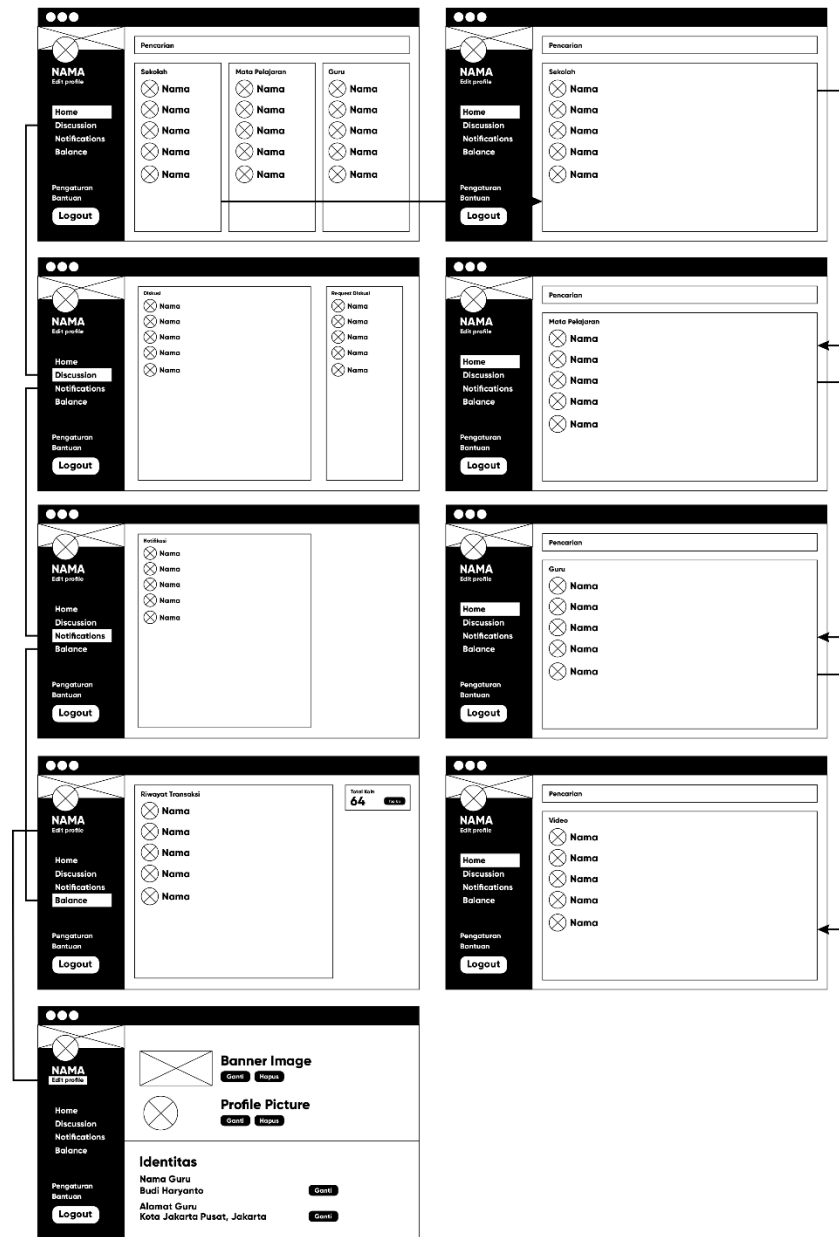 NAMA
Edit profile
Home
Discussion
Notifications
Balance
Pengaturan
Bantuan
Logout
Pencarian
Sekolah
Nama
Nama
Nama
Nama
Nama
Mata Pelajaran
Nama
Nama
Nama
Nama
Nama
Guru
Nama
Nama
Nama
Nama
Nama
NAMA
Edit profile
Home
Discussion
Notifications
Balance
Pengaturan
Bantuan
Logout
Pencarian
Sekolah
Nama
Nama
Nama
Nama
Nama
NAMA
Edit profile
Home
Discussion
Notifications
Balance
Pengaturan
Bantuan
Logout
Diskusi
Nama
Nama
Nama
Nama
Nama
Request Diskusi
Nama
Nama
Nama
Nama
Nama
NAMA
Edit profile
Home
Discussion
Notifications
Balance
Pengaturan
Bantuan
Logout
Pencarian
Mata Pelajaran
Nama
Nama
Nama
Nama
Nama
NAMA
Edit profile
Home
Discussion
Notifications
Balance
Pengaturan
Bantuan
Logout
Notifikasi
Nama
Nama
Nama
Nama
Nama
NAMA
Edit profile
Home
Discussion
Notifications
Balance
Pengaturan
Bantuan
Logout
Pencarian
Guru
Nama
Nama
Nama
Nama
Nama
NAMA
Edit profile
Home
Discussion
Notifications
Balance
Pengaturan
Bantuan
Logout
Riwayat Transaksi
Nama
Nama
Nama
Nama
Nama
Total Koin
64
NAMA
Edit profile
Home
Discussion
Notifications
Balance
Pengaturan
Bantuan
Logout
Pencarian
Video
Nama
Nama
Nama
Nama
Nama
NAMA
Edit profile
Home
Discussion
Notifications
Balance
Pengaturan
Bantuan
Logout
Banner Image
Ganti Hapus
Profile Picture
Ganti Hapus
Identitas
Nama Guru
Budi Haryanto Ganti
Alamat Guru
Kota Jakarta Pusat, Jakarta Ganti